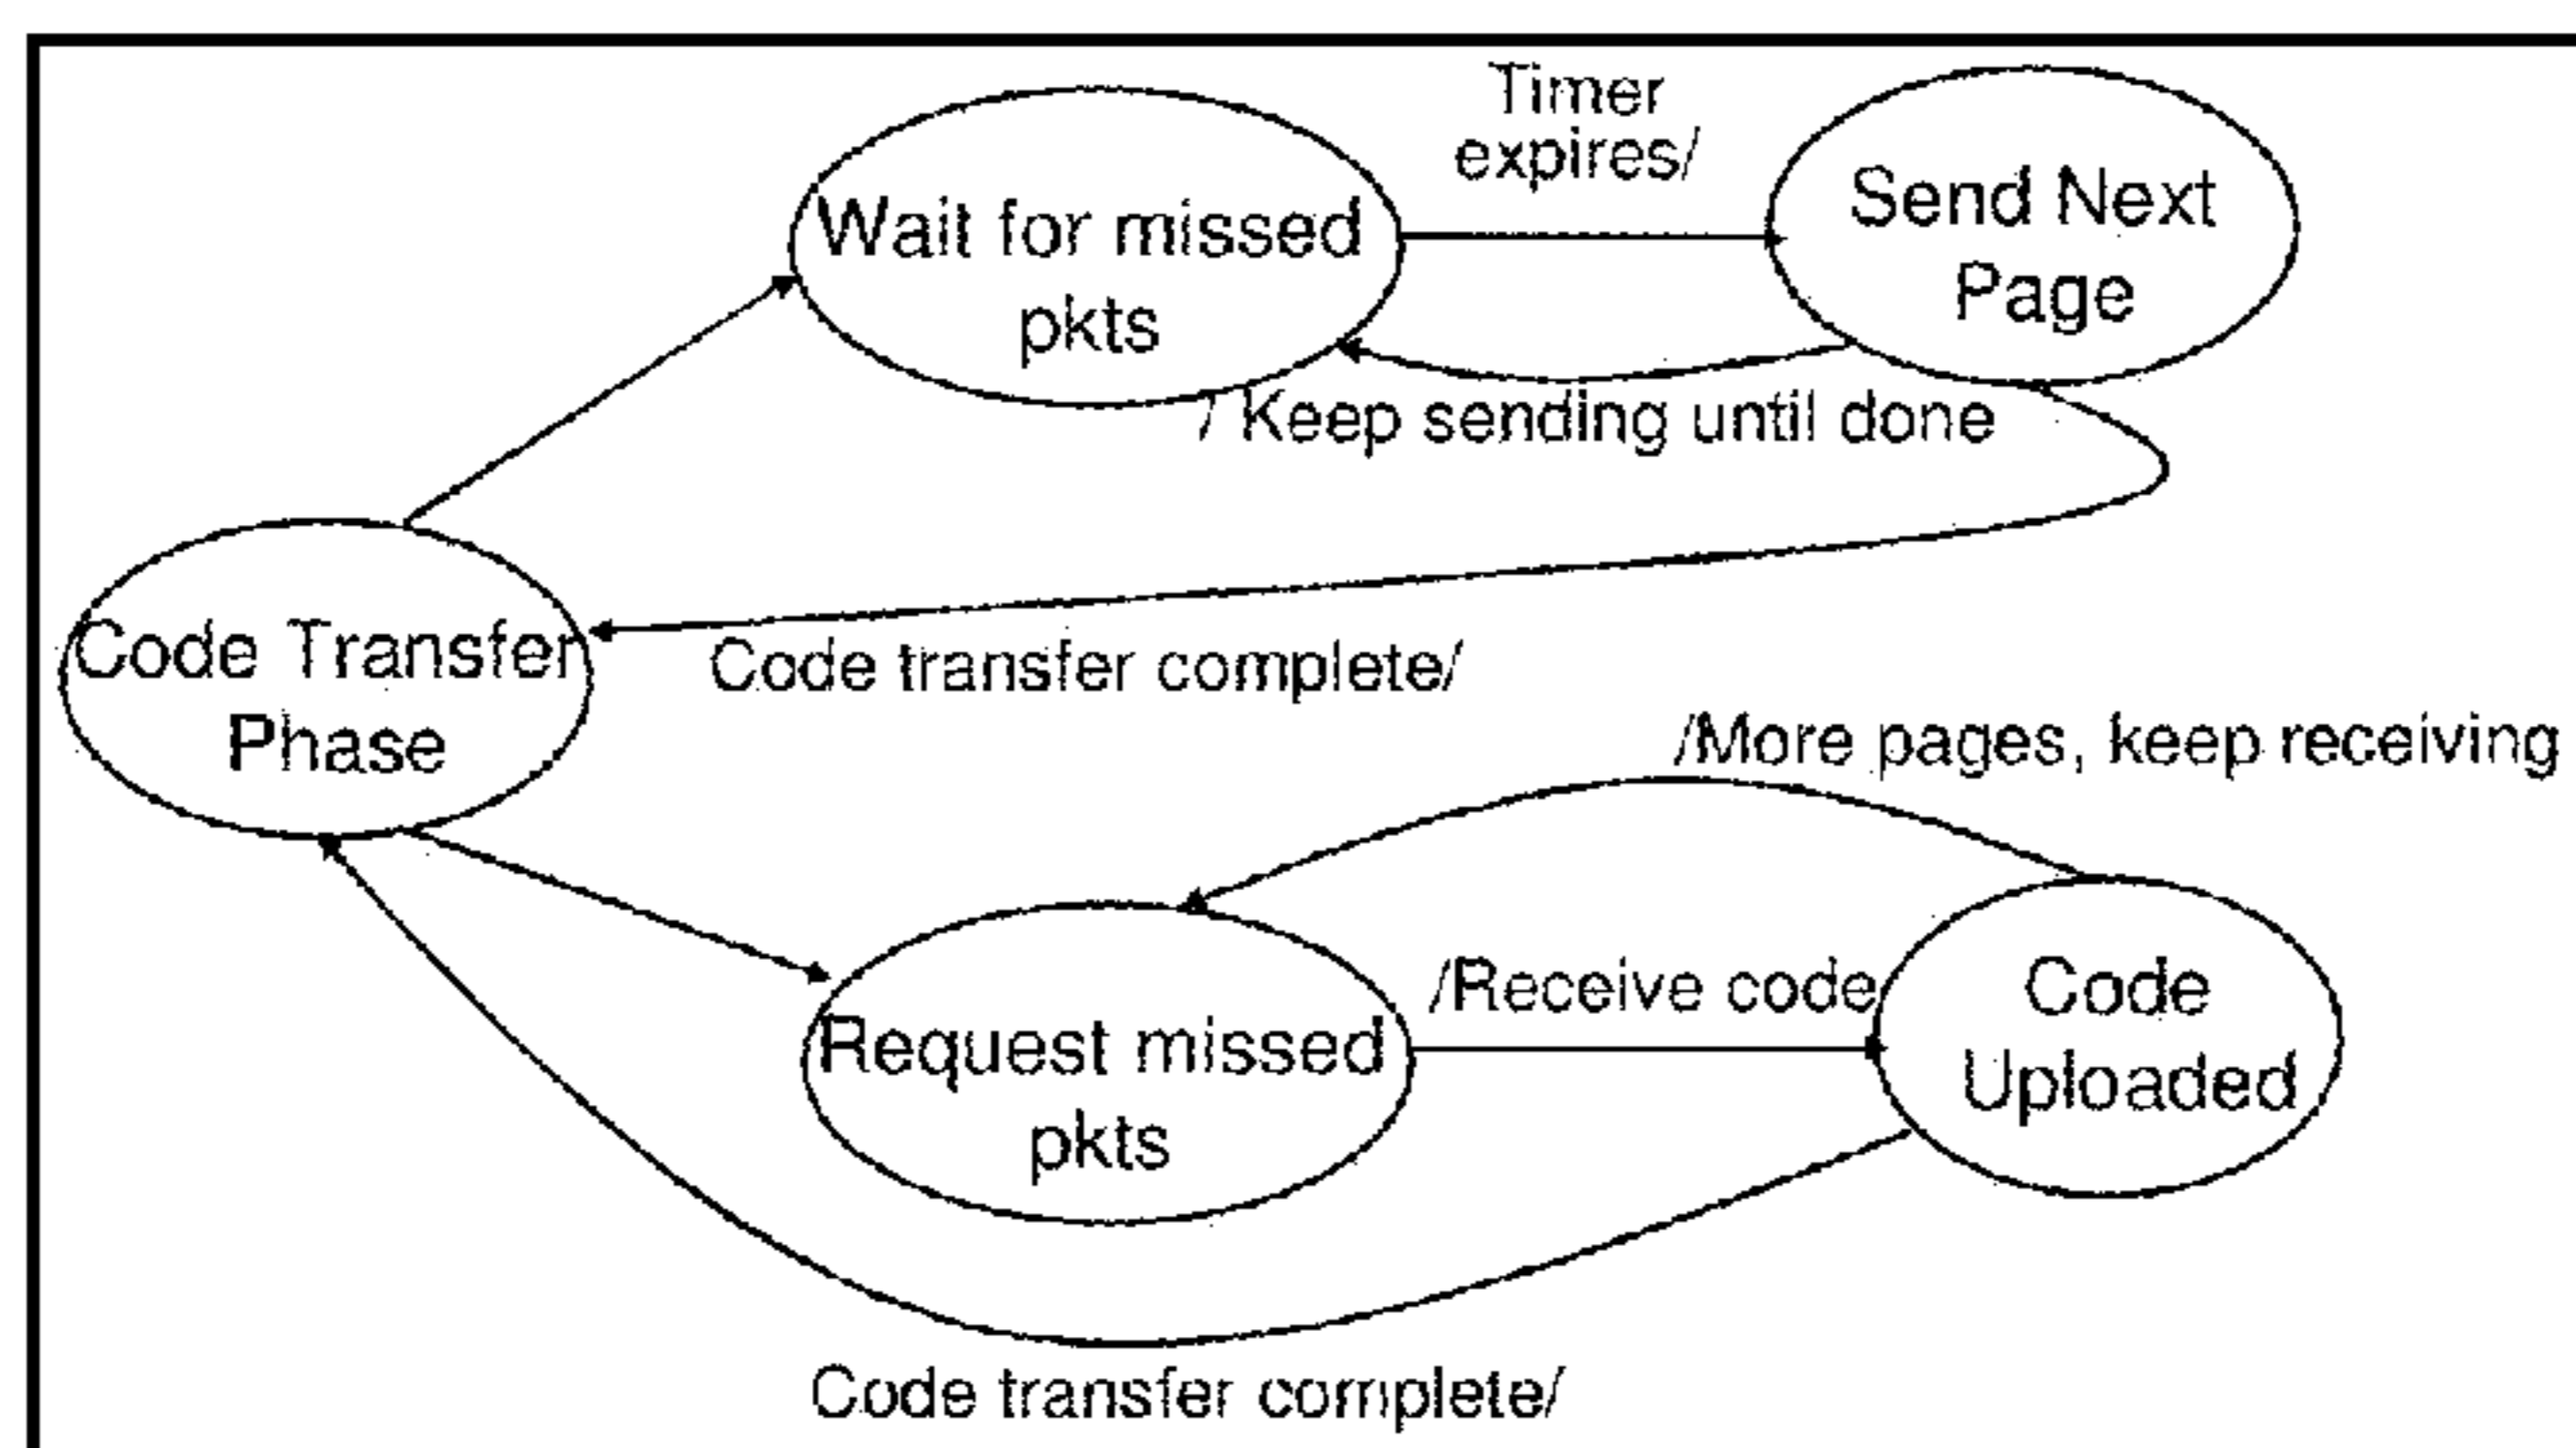 Timer
expires/
Wait for missed
pkts
Send Next
Page
/ Keep sending until done
Code Transfer
Phase
Code transfer complete/
/More pages, keep receiving
Request missed
pkts
/Receive code
Code
Uploaded
Code transfer complete/